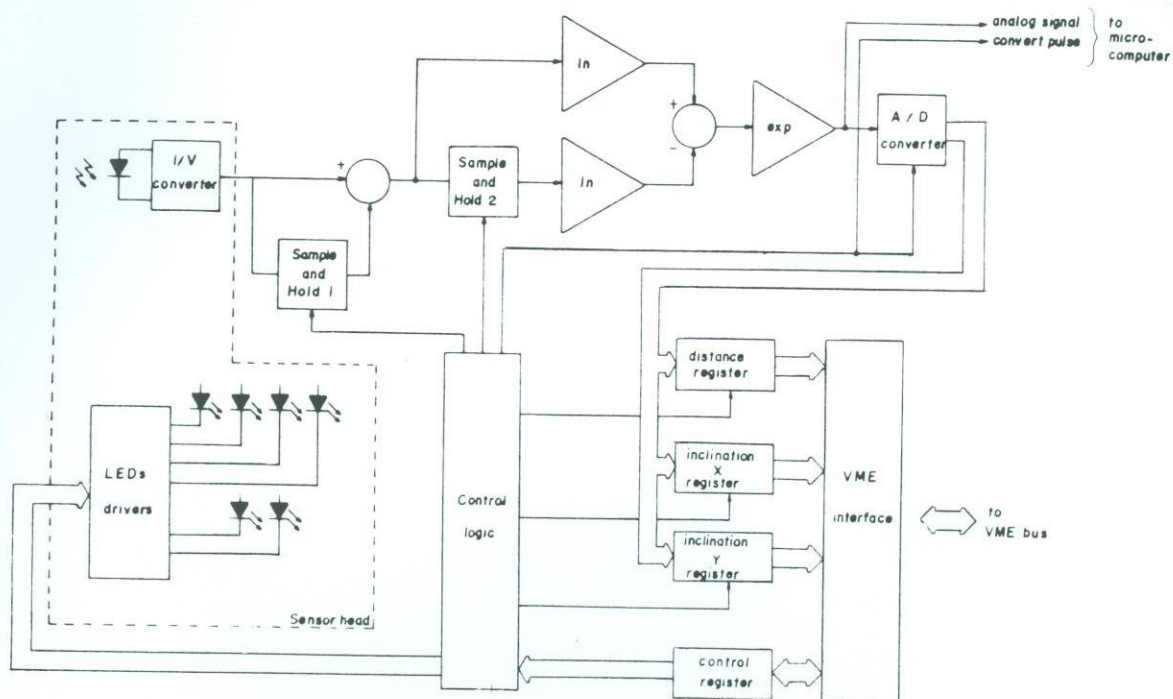 analog signal
convert pulse
to
micro-
computer
ln
+
-
exp
A / D
converter
I/V
converter
+
Sample
and
Hold 2
ln
Sample
and
Hold 1
distance
register
LEDs
drivers
Control
logic
inclination
X
register
VME
interface
to
VME bus
inclination
Y
register
Sensor head
control
register